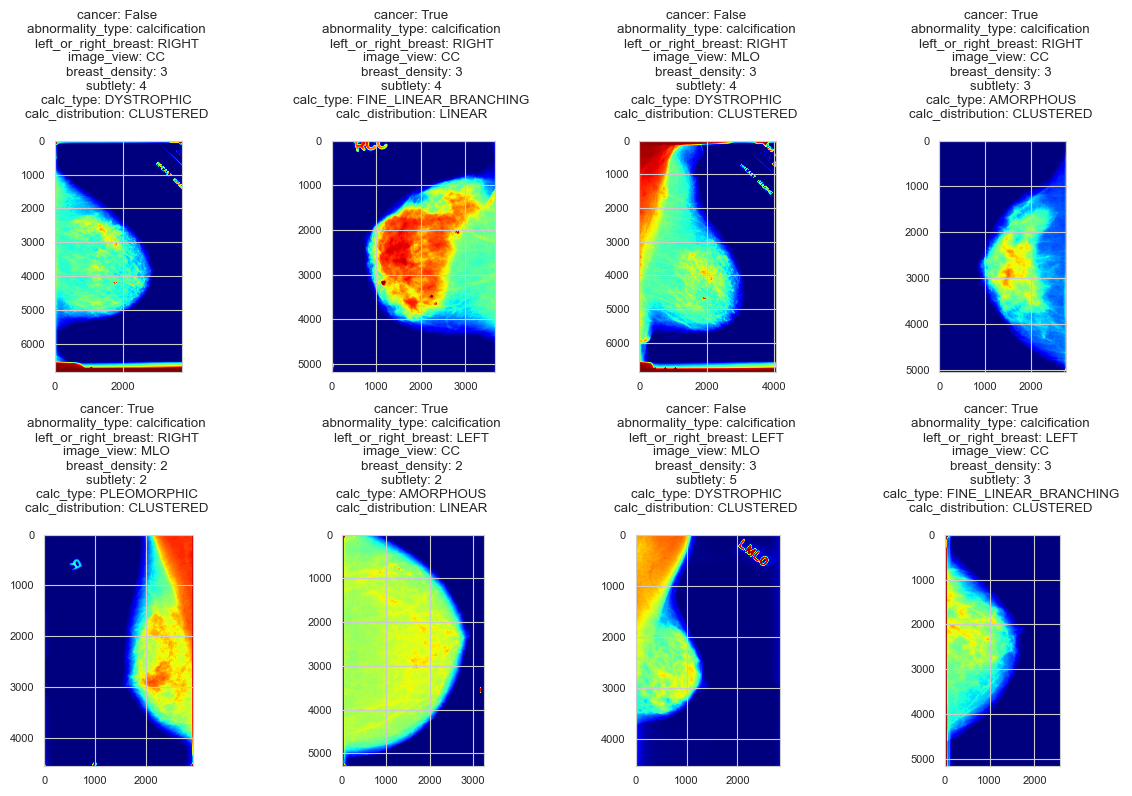 cancer: False
abnormality_type: calcification
left_or_right_breast: RIGHT
image_view: CC
breast_density: 3
subtlety: 4
calc_type: DYSTROPHIC
calc_distribution: CLUSTERED
0
1000
2000
3000
4000
5000
6000
0
2000
cancer: True
abnormality_type: calcification
left_or_right_breast: RIGHT
image_view: CC
breast_density: 3
subtlety: 4
calc_type: FINE_LINEAR_BRANCHING
calc_distribution: LINEAR
RCC
0
1000
2000
3000
4000
5000
0
1000
2000
3000
cancer: False
abnormality_type: calcification
left_or_right_breast: RIGHT
image_view: MLO
breast_density: 3
subtlety: 4
calc_type: DYSTROPHIC
calc_distribution: CLUSTERED
0
1000
2000
3000
4000
5000
6000
0
2000
4000
cancer: True
abnormality_type: calcification
left_or_right_breast: RIGHT
image_view: CC
breast_density: 3
subtlety: 3
calc_type: AMORPHOUS
calc_distribution: CLUSTERED
0
1000
2000
3000
4000
5000
0
1000
2000
cancer: True
abnormality_type: calcification
left_or_right_breast: RIGHT
image_view: MLO
breast_density: 2
subtlety: 2
calc_type: PLEOMORPHIC
calc_distribution: CLUSTERED
R
0
1000
2000
3000
4000
0
1000
2000
cancer: True
abnormality_type: calcification
left_or_right_breast: LEFT
image_view: CC
breast_density: 2
subtlety: 2
calc_type: AMORPHOUS
calc_distribution: LINEAR
0
1000
2000
3000
4000
5000
0
1000
2000
3000
cancer: False
abnormality_type: calcification
left_or_right_breast: LEFT
image_view: MLO
breast_density: 3
subtlety: 5
calc_type: DYSTROPHIC
calc_distribution: CLUSTERED
LMLO
0
1000
2000
3000
4000
0
1000
2000
cancer: True
abnormality_type: calcification
left_or_right_breast: LEFT
image_view: CC
breast_density: 3
subtlety: 3
calc_type: FINE_LINEAR_BRANCHING
calc_distribution: CLUSTERED
0
1000
2000
3000
4000
5000
0
1000
2000